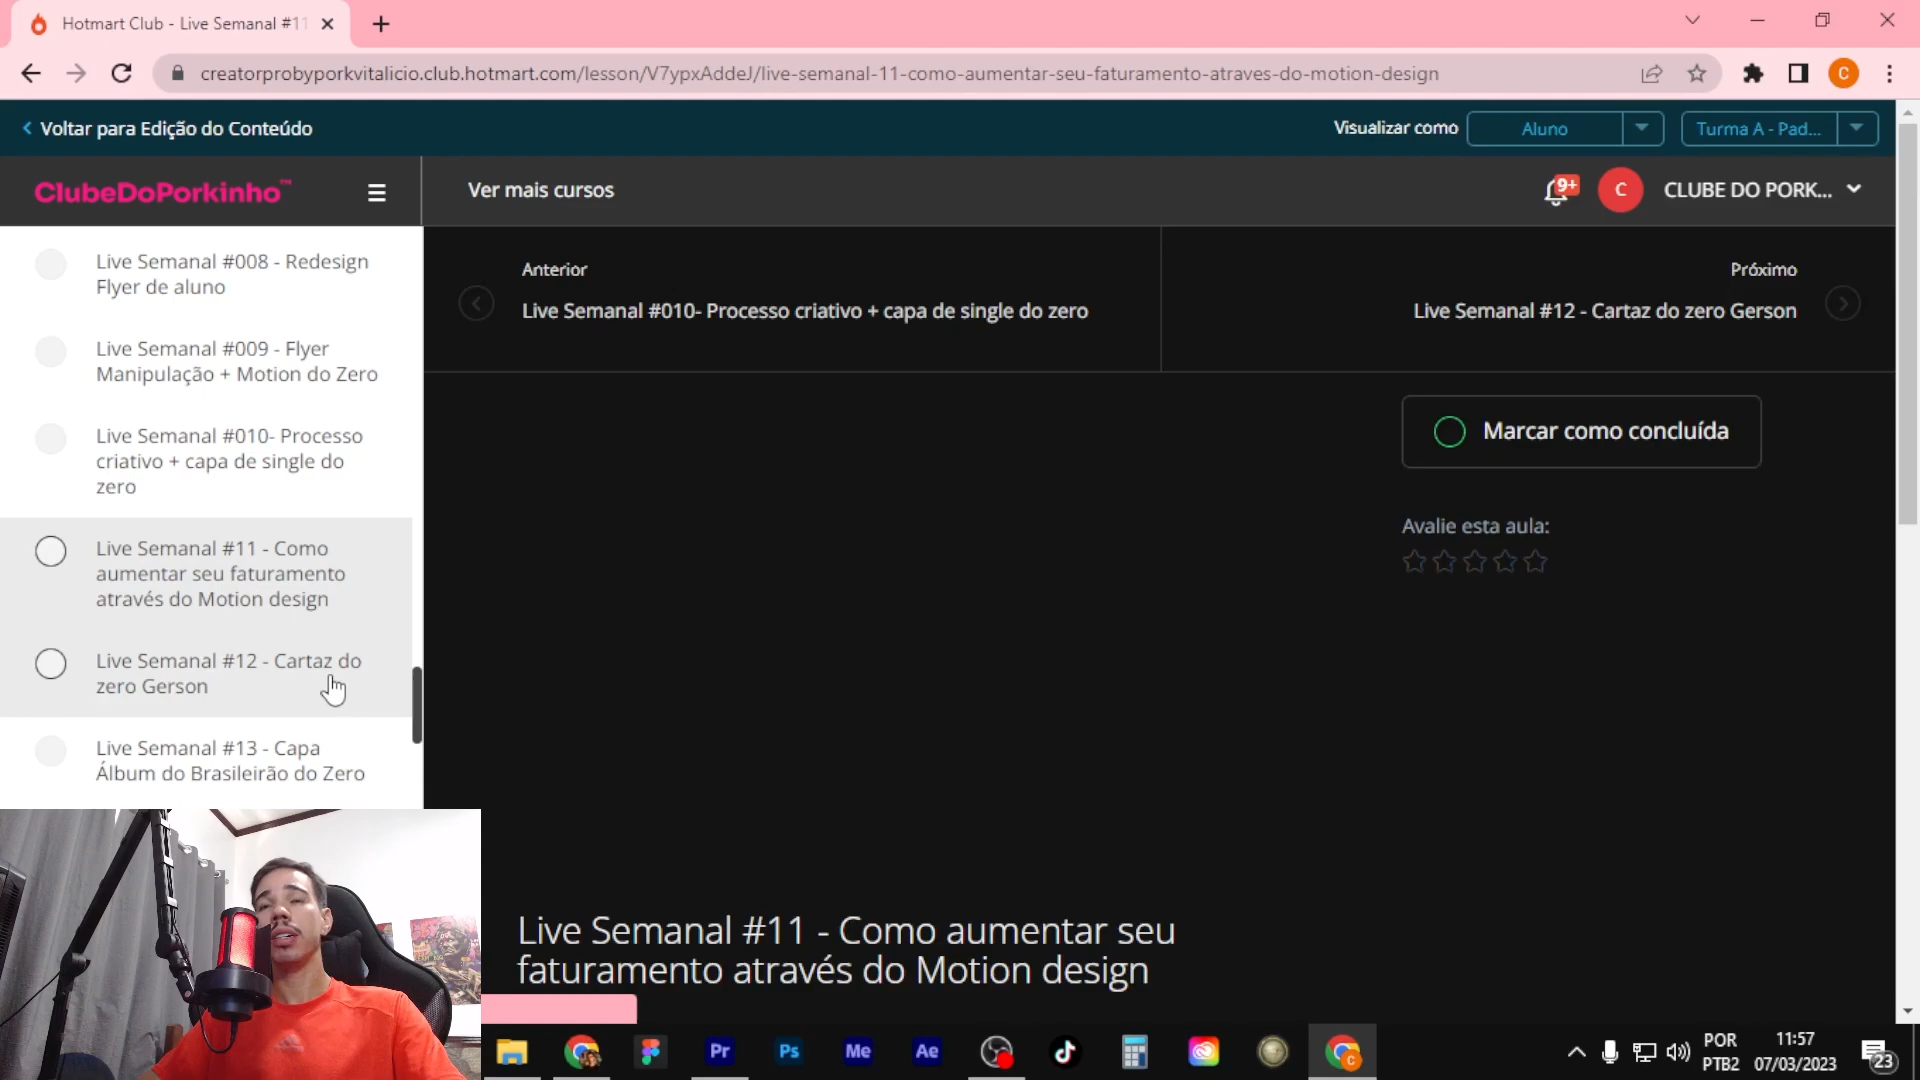 Hotmart Club - Live Semanal #11
creatorprobyporkvitalicio.club.hotmart.com/lesson/V7ypxAddeJ/live-semanal-11-como-aumentar-seu-faturamento-atraves-do-motion-design
C
Voltar para Edição do Conteúdo
Visualizar como
Aluno
Turma A - Pad...
ClubeDoPorkinho™
Ver mais cursos
9+
C
CLUBE DO PORK...
Live Semanal #008 - Redesign
Flyer de aluno
Live Semanal #009 - Flyer
Manipulação + Motion do Zero
Live Semanal #010- Processo
criativo + capa de single do
zero
Live Semanal #11 - Como
aumentar seu faturamento
através do Motion design
Live Semanal #12 - Cartaz do
zero Gerson
Live Semanal #13 - Capa
Álbum do Brasileirão do Zero
Anterior
Live Semanal #010- Processo criativo + capa de single do zero
Próximo
Live Semanal #12 - Cartaz do zero Gerson
Marcar como concluída
Avalie esta aula:
Live Semanal #11 - Como aumentar seu
faturamento através do Motion design
Pr
Ps
Me
Ae
C
POR
PTB2
11:57
07/03/2023
23